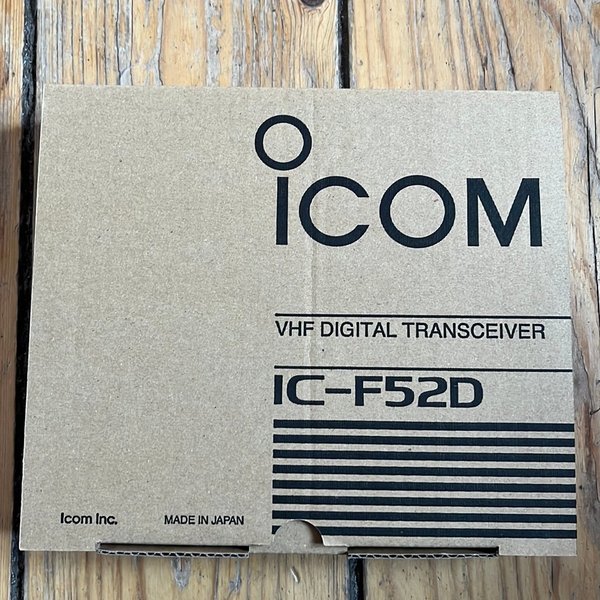 ICOM
VHF DIGITAL TRANSCEIVER
IC-F52D
Icom Inc.
MADE IN JAPAN